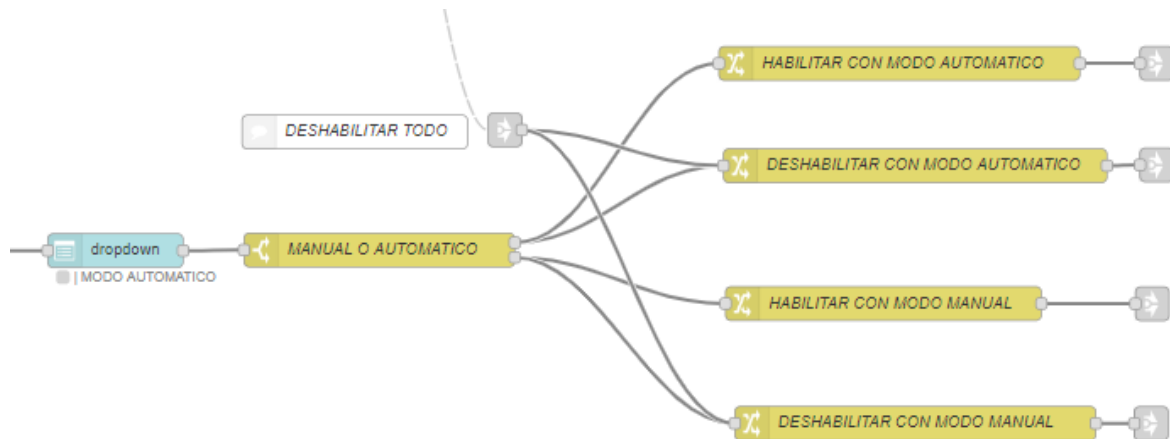 HABILITAR CON MODO AUTOMATICO
DESHABILITAR TODO
DESHABILITAR CON MODO AUTOMATICO
dropdown
MANUAL O AUTOMATICO
| MODO AUTOMATICO
HABILITAR CON MODO MANUAL
DESHABILITAR CON MODO MANUAL